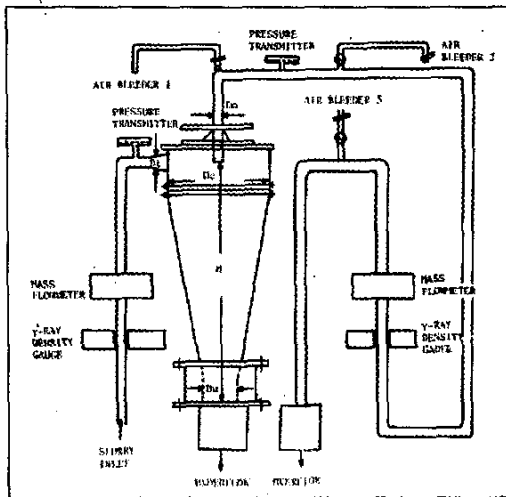 PRESSURE
TRANSMITTER
AIR
BLEEDER 2
AIR BLEEDER 1
AIR BLEEDER 3
PRESSURE
TRANSMITTER
Do
Di
Dc
H
MASS
FLOWMETER
MASS
FLOWMETER
γ-RAY
DENSITY
GAUGE
γ-RAY
DENSITY
GAUGE
Du
SLURRY
INLET
UNDERFLOW
OVERFLOW